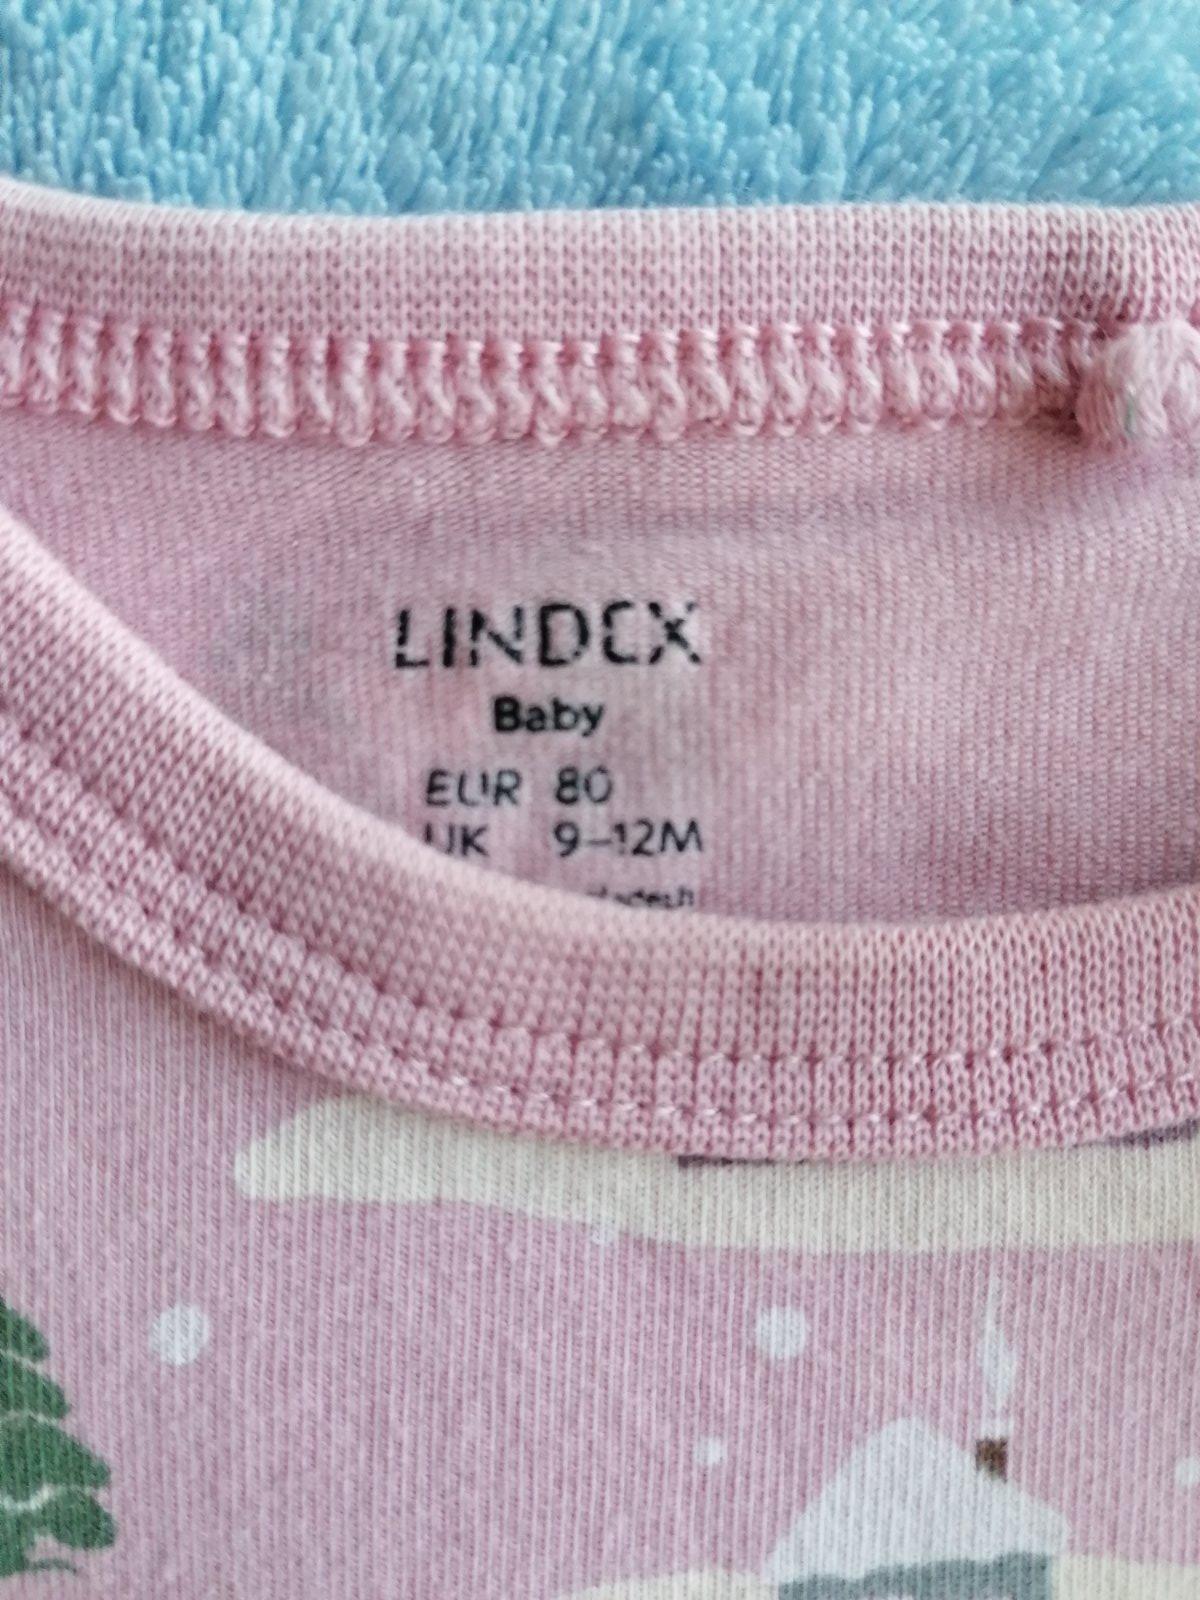 LINDEX
Baby
EUR 80
UK 9-12M